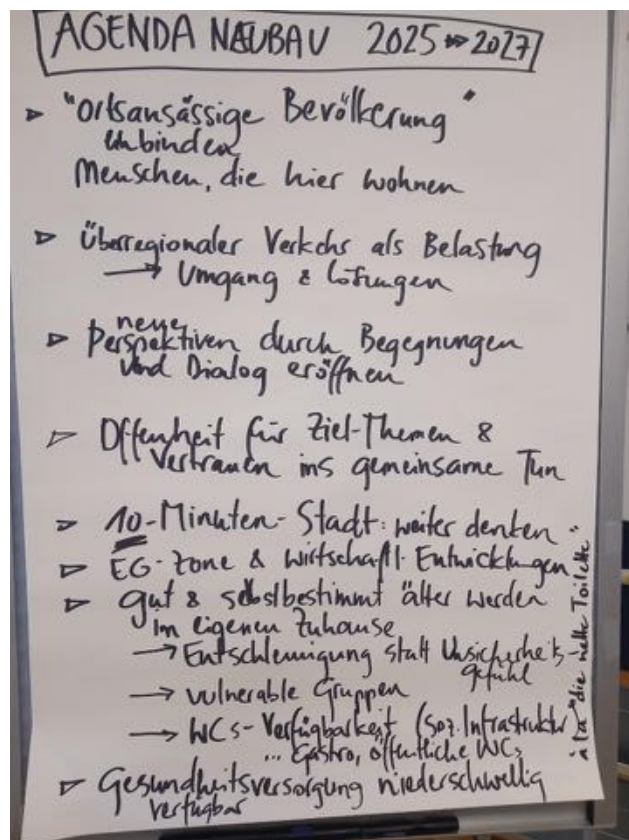 AGENDA NEUBAU 2025 ➳ 2027
▷ "Ortsansässige Bevölkerung"
einbinden
Menschen, die hier wohnen
▷ Überregionaler Verkehr als Belastung
→ Umgang & Lösungen
▷ neue
Perspektiven durch Begegnungen
und Dialog eröffnen
▷ Offenheit für Ziel-Themen &
Vertrauen ins gemeinsame Tun
▷ 10-Minuten-Stadt: weiter denken
▷ EG-Zone & wirtschaftl. Entwicklungen
▷ gut & selbstbestimmt älter werden
im eigenen Zuhause
→ Entschleunigung statt Unsicherheits-
gefühl
→ vulnerable Gruppen
→ WCs-Verfügbarkeit (soz. Infrastruktur)
... Gastro, öffentliche WCs
"a la "die nette Toilette"
▷ Gesundheitsversorgung niederschwellig
verfügbar